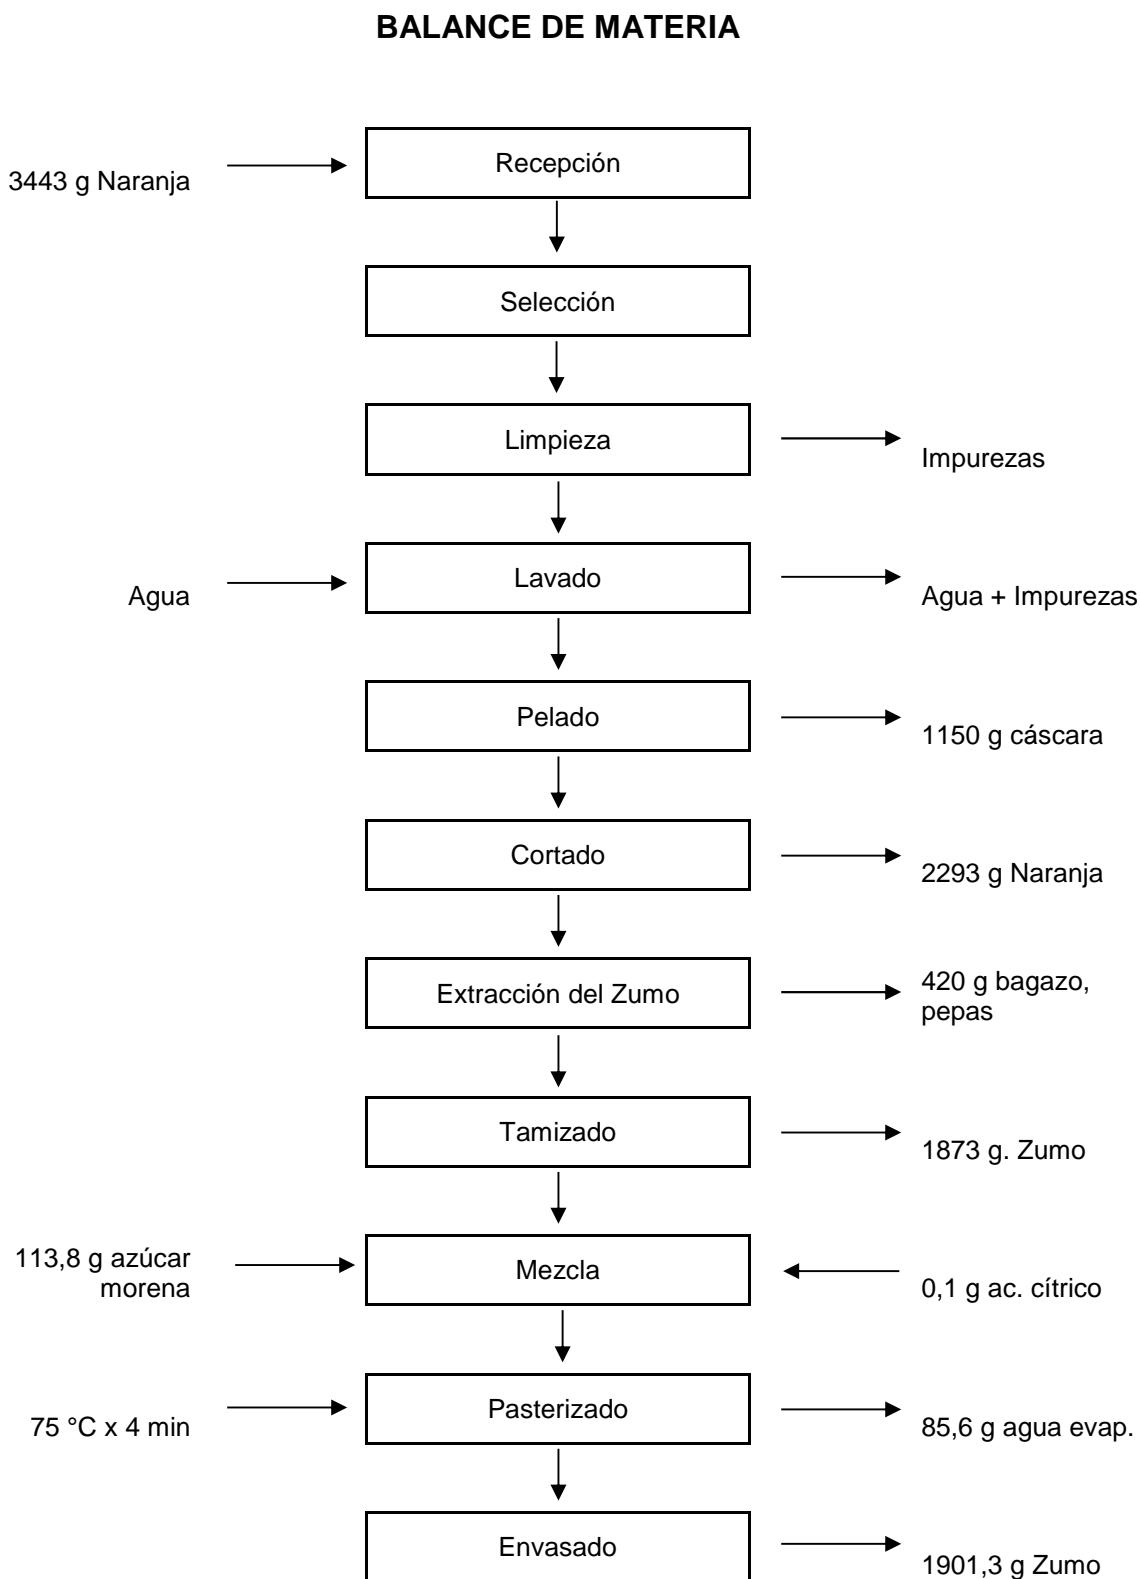 BALANCE DE MATERIA
Recepción
3443 g Naranja
Selección
Limpieza
Impurezas
Lavado
Agua
Agua + Impurezas
Pelado
1150 g cáscara
Cortado
2293 g Naranja
Extracción del Zumo
420 g bagazo,
pepas
Tamizado
1873 g. Zumo
113,8 g azúcar
morena
Mezcla
0,1 g ac. cítrico
Pasterizado
75 °C x 4 min
85,6 g agua evap.
Envasado
1901,3 g Zumo